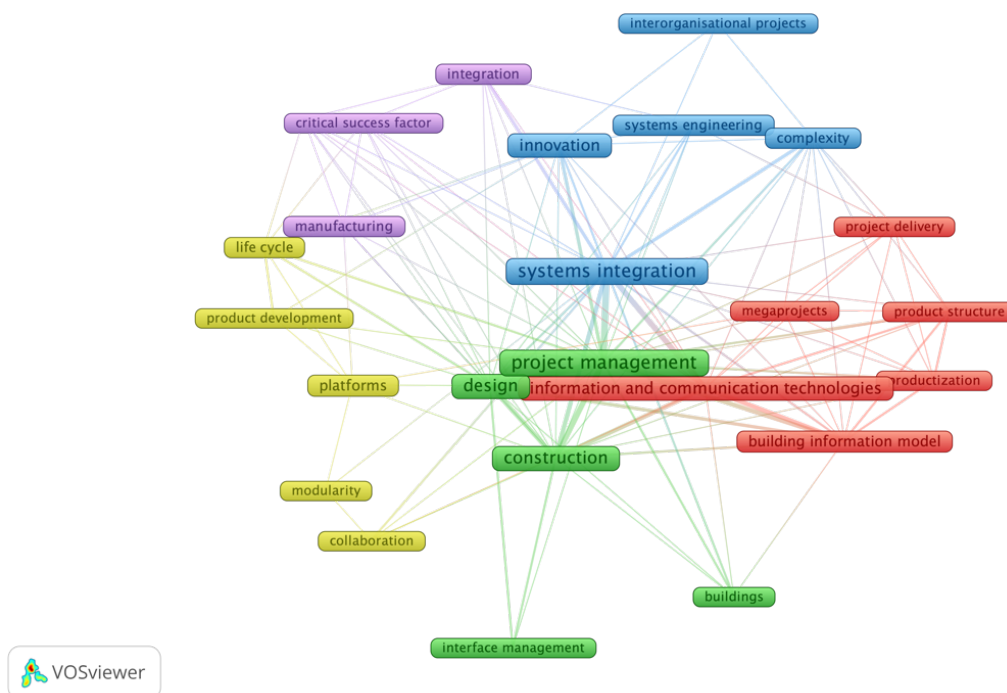 interorganisational projects
integration
critical success factor
systems engineering
complexity
innovation
manufacturing
project delivery
life cycle
systems integration
megaprojects
product structure
product development
project management
design
information and communication technologies
productization
platforms
building information model
construction
modularity
collaboration
buildings
interface management
VOSviewer